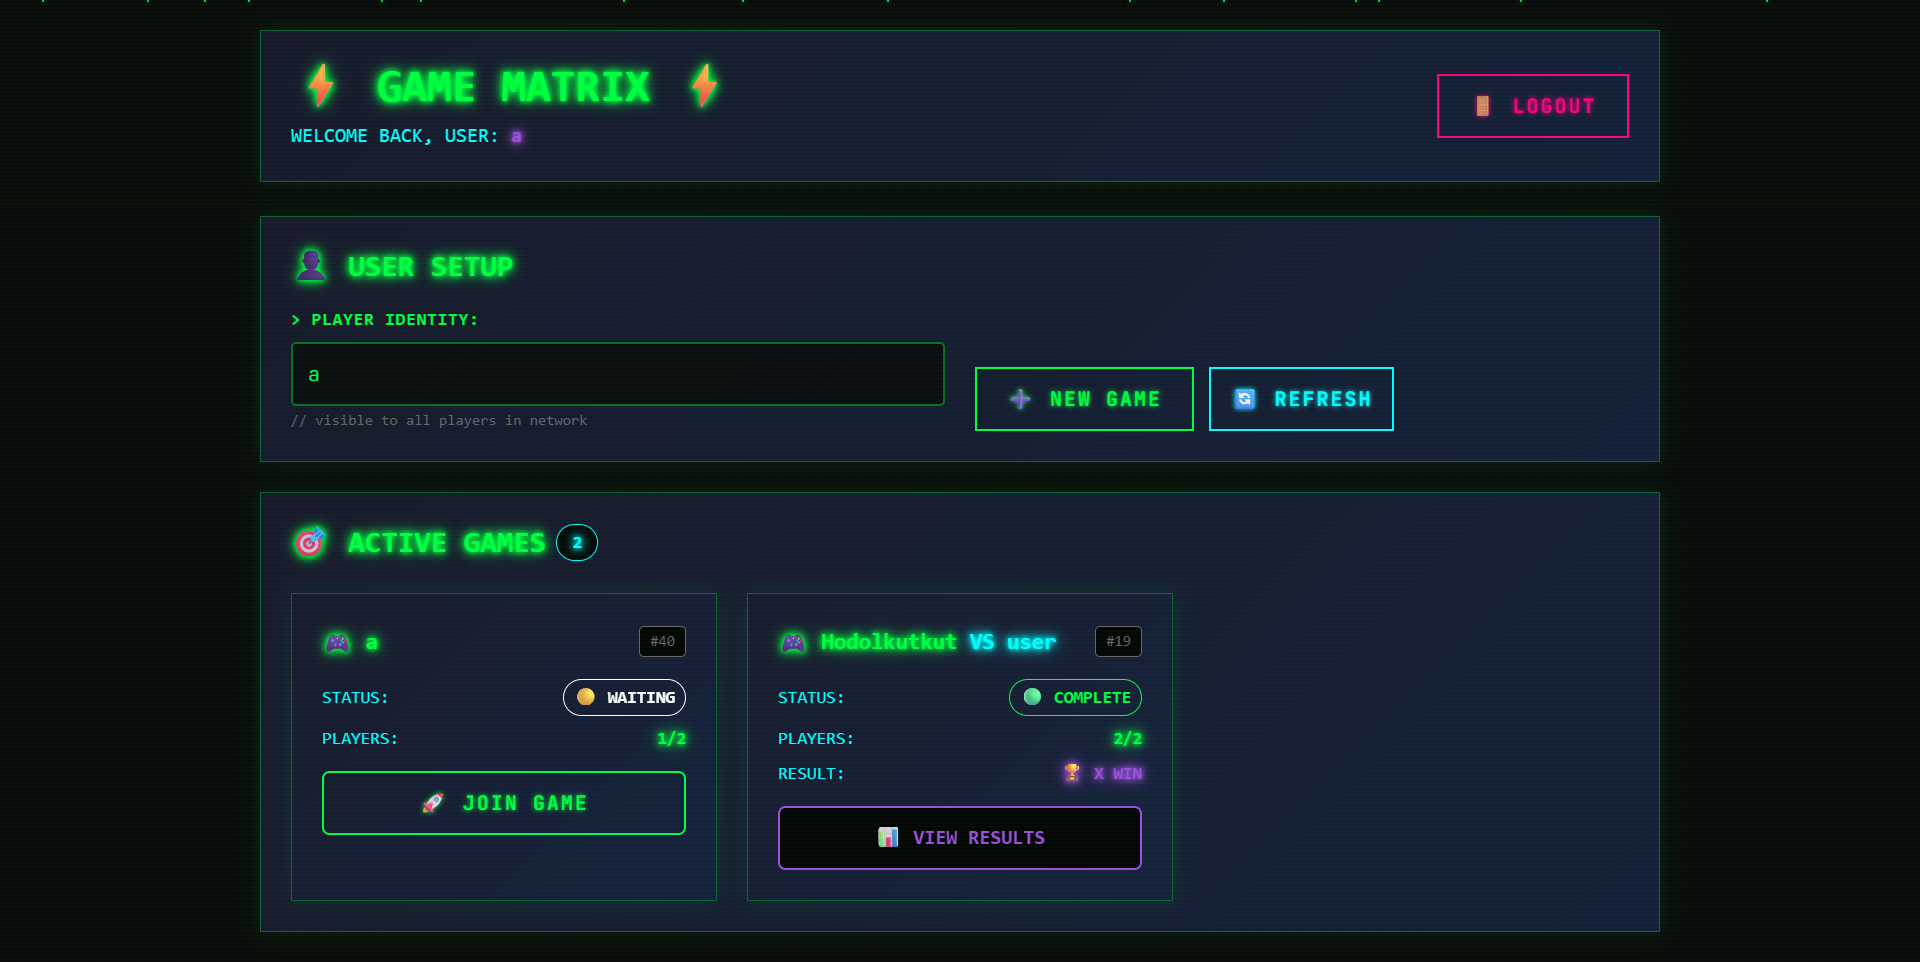 GAME MATRIX
WELCOME BACK, USER: a
LOGOUT
USER SETUP
> PLAYER IDENTITY:
a
// visible to all players in network
NEW GAME
REFRESH
ACTIVE GAMES 2
a #40
STATUS: WAITING
PLAYERS: 1/2
JOIN GAME
Hodolkutkut VS user #19
STATUS: COMPLETE
PLAYERS: 2/2
RESULT: X WIN
VIEW RESULTS